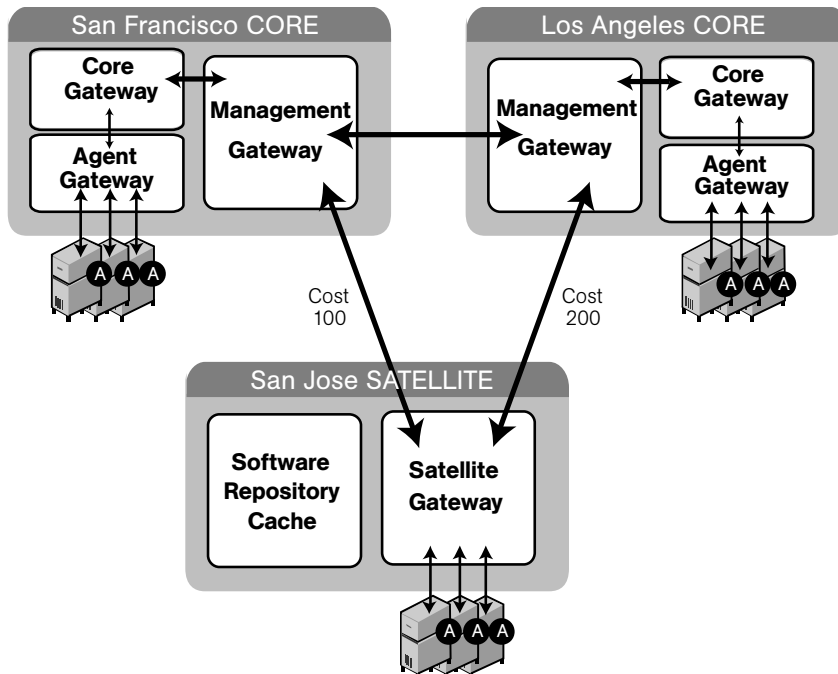 San Francisco CORE
Core
Gateway
Management
Gateway
Agent
Gateway
A A A
Los Angeles CORE
Management
Gateway
Core
Gateway
Agent
Gateway
A A A
Cost
100
Cost
200
San Jose SATELLITE
Software
Repository
Cache
Satellite
Gateway
A A A